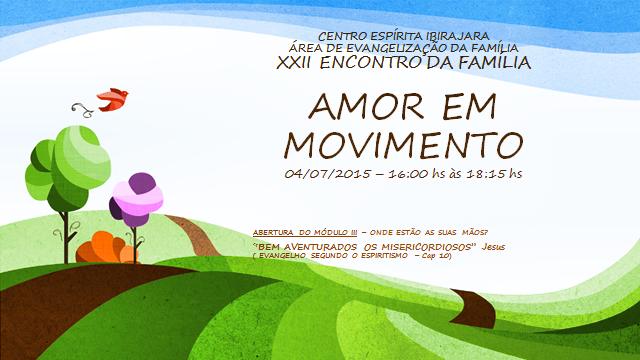 CENTRO ESPÍRITA IBIRAJARA
ÁREA DE EVANGELIZAÇÃO DA FAMÍLIA
XXII ENCONTRO DA FAMILIA
AMOR EM
MOVIMENTO
04/07/2015 – 16:00 hs às 18:15 hs
ABERTURA DO MÓDULO III – ONDE ESTÃO AS SUAS MÃOS?
"BEM AVENTURADOS OS MISERICORDIOSOS" Jesus
( EVANGELHO SEGUNDO O ESPIRITISMO – Cap 10)